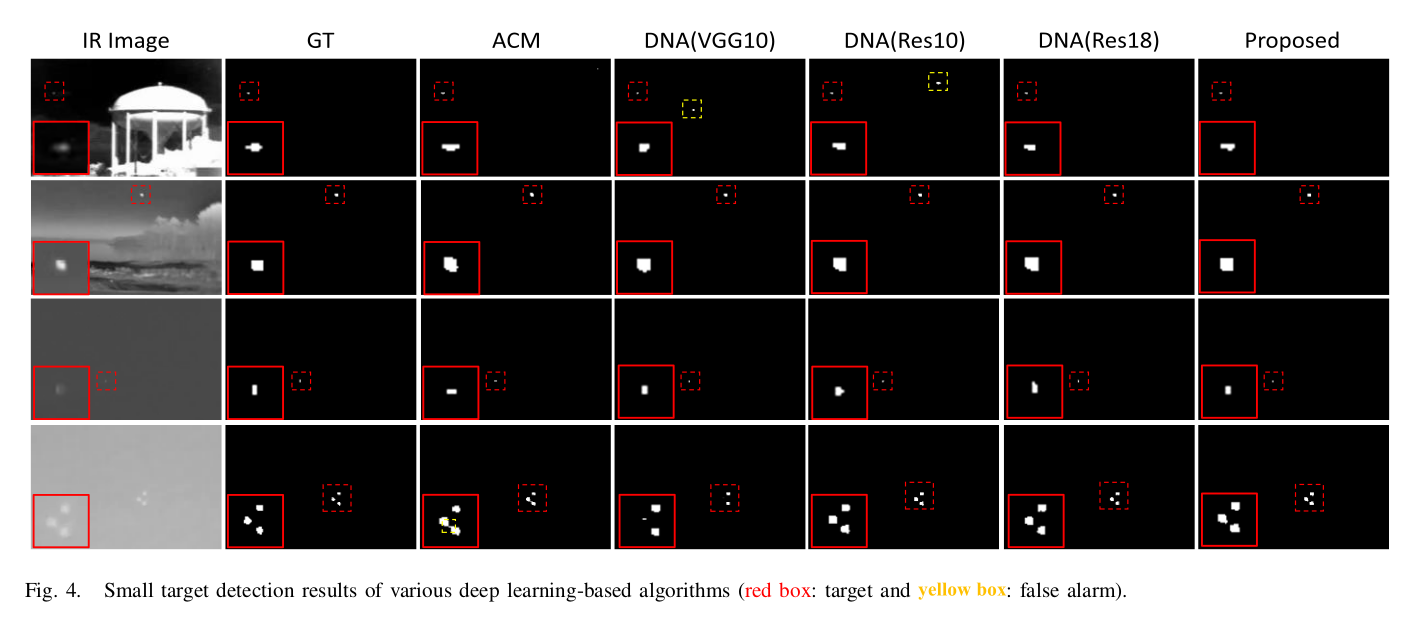 IR Image GT ACM DNA(VGG10) DNA(Res10) DNA(Res18) Proposed
Fig. 4. Small target detection results of various deep learning-based algorithms (red box: target and yellow box: false alarm).